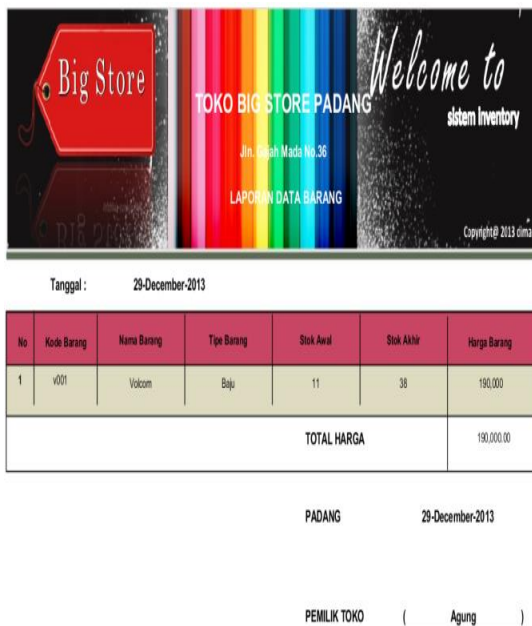 Big Store
Welcome to
sistem Inventory
TOKO BIG STORE PADANG
Jln. Gajah Mada No.36
LAPORAN DATA BARANG
Copyright@ 2013 dima
Tanggal : 29-December-2013
No Kode Barang Nama Barang Tipe Barang Stok Awal Stok Akhir Harga Barang
1 v001 Volcom Baju 11 38 190,000
TOTAL HARGA 190,000.00
PADANG 29-December-2013
PEMILIK TOKO ( Agung )